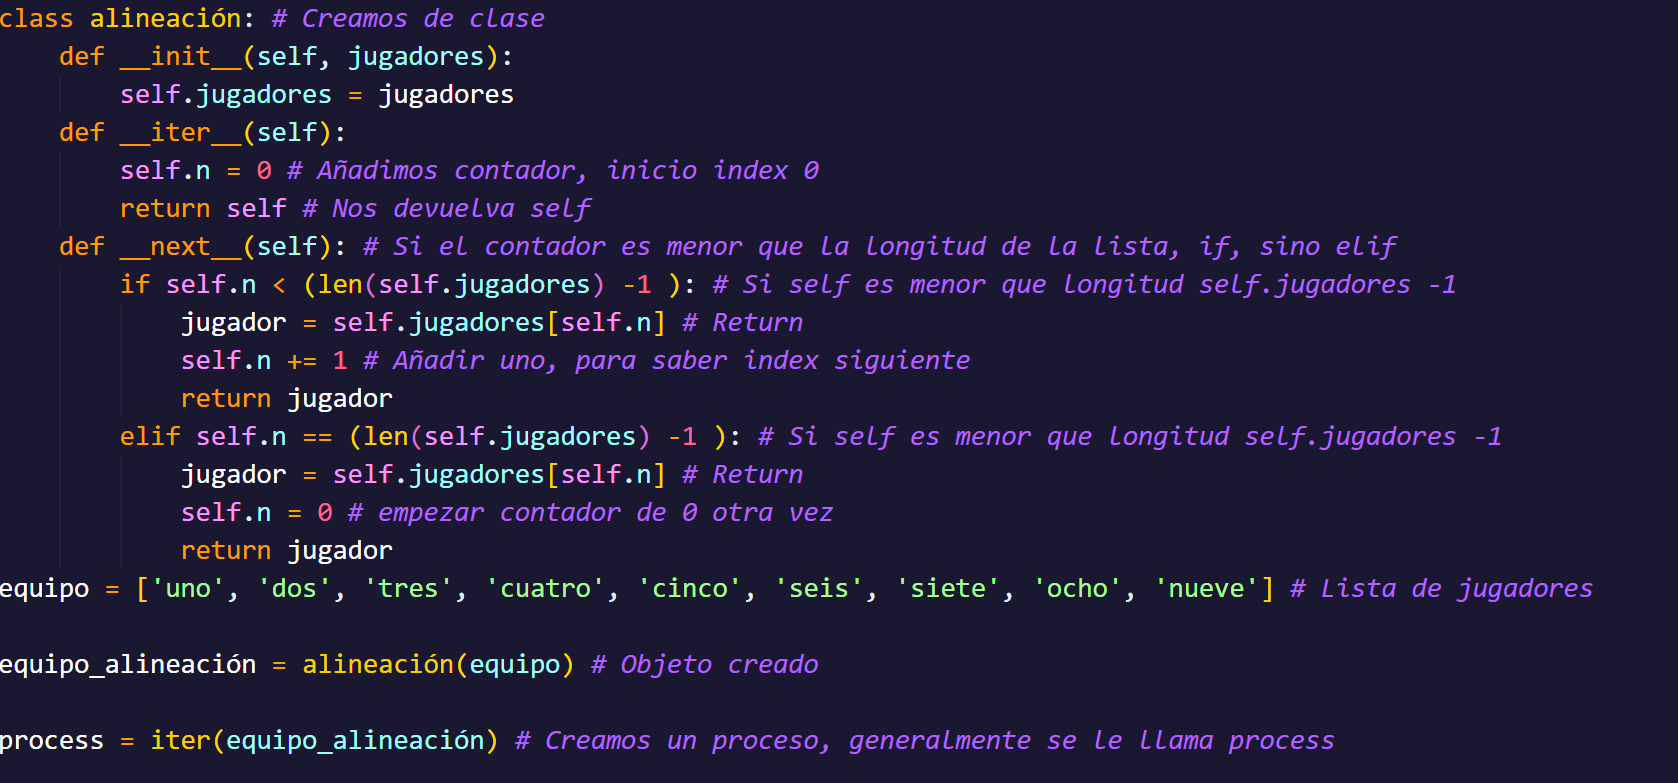 class alineación: # Creamos de clase
    def __init__(self, jugadores):
        self.jugadores = jugadores
    def __iter__(self):
        self.n = 0 # Añadimos contador, inicio index 0
        return self # Nos devuelva self
    def __next__(self): # Si el contador es menor que la longitud de la lista, if, sino elif
        if self.n < (len(self.jugadores) -1 ): # Si self es menor que longitud self.jugadores -1
            jugador = self.jugadores[self.n] # Return
            self.n += 1 # Añadir uno, para saber index siguiente
            return jugador
        elif self.n == (len(self.jugadores) -1 ): # Si self es menor que longitud self.jugadores -1
            jugador = self.jugadores[self.n] # Return
            self.n = 0 # empezar contador de 0 otra vez
            return jugador
equipo = ['uno', 'dos', 'tres', 'cuatro', 'cinco', 'seis', 'siete', 'ocho', 'nueve'] # Lista de jugadores
equipo_alineación = alineación(equipo) # Objeto creado
process = iter(equipo_alineación) # Creamos un proceso, generalmente se le llama process